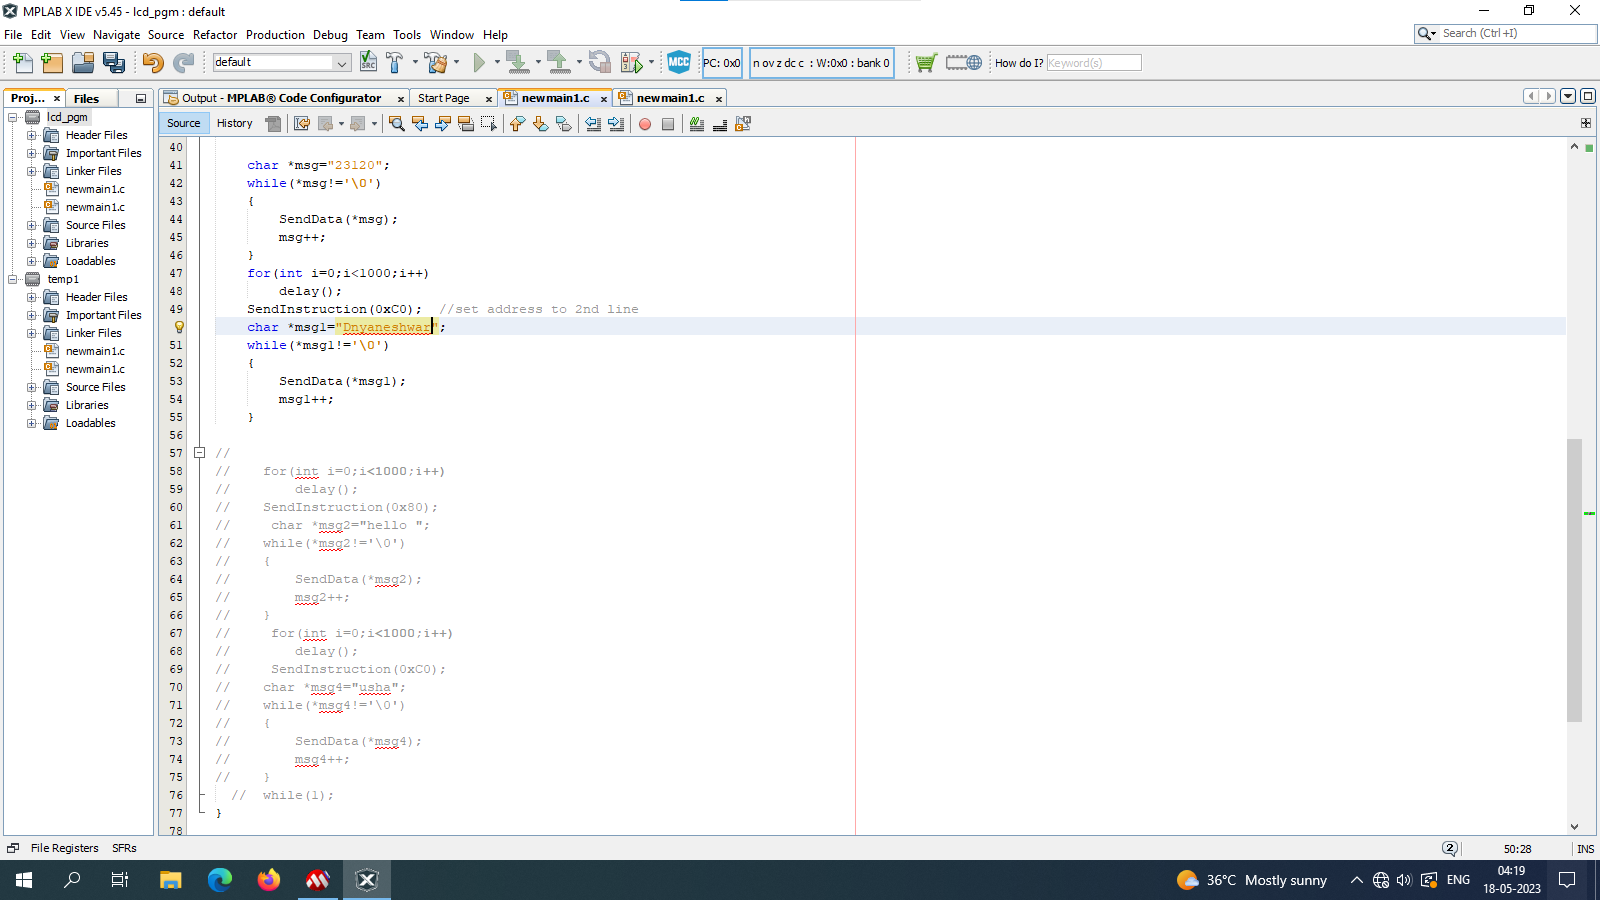 MPLAB X IDE v5.45 - lcd_pgm : default
File Edit View Navigate Source Refactor Production Debug Team Tools Window Help
Search (Ctrl+I)
default
SRC
MCC
PC: 0x0
n ov z dc c : W:0x0 : bank 0
How do I? Keyword(s)
Proj... × Files
Output - MPLAB® Code Configurator × Start Page × newmain1.c × newmain1.c ×
Source History
lcd_pgm
Header Files
Important Files
Linker Files
newmain1.c
newmain1.c
Source Files
Libraries
Loadables
temp1
Header Files
Important Files
Linker Files
newmain1.c
newmain1.c
Source Files
Libraries
Loadables
40
41 char *msg="23120";
42 while(*msg!='\0')
43 {
44 SendData(*msg);
45 msg++;
46 }
47 for(int i=0;i<1000;i++)
48 delay();
49 SendInstruction(0xC0); //set address to 2nd line
char *msg1="Dnyaneshwar";
51 while(*msg1!='\0')
52 {
53 SendData(*msg1);
54 msg1++;
55 }
56
57 //
58 // for(int i=0;i<1000;i++)
59 // delay();
60 // SendInstruction(0x80);
61 // char *msg2="hello ";
62 // while(*msg2!='\0')
63 // {
64 // SendData(*msg2);
65 // msg2++;
66 // }
67 // for(int i=0;i<1000;i++)
68 // delay();
69 // SendInstruction(0xC0);
70 // char *msg4="usha";
71 // while(*msg4!='\0')
72 // {
73 // SendData(*msg4);
74 // msg4++;
75 // }
76 // while(1);
77 }
78
File Registers SFRs
2
50:28
INS
36°C Mostly sunny
ENG
04:19
18-05-2023